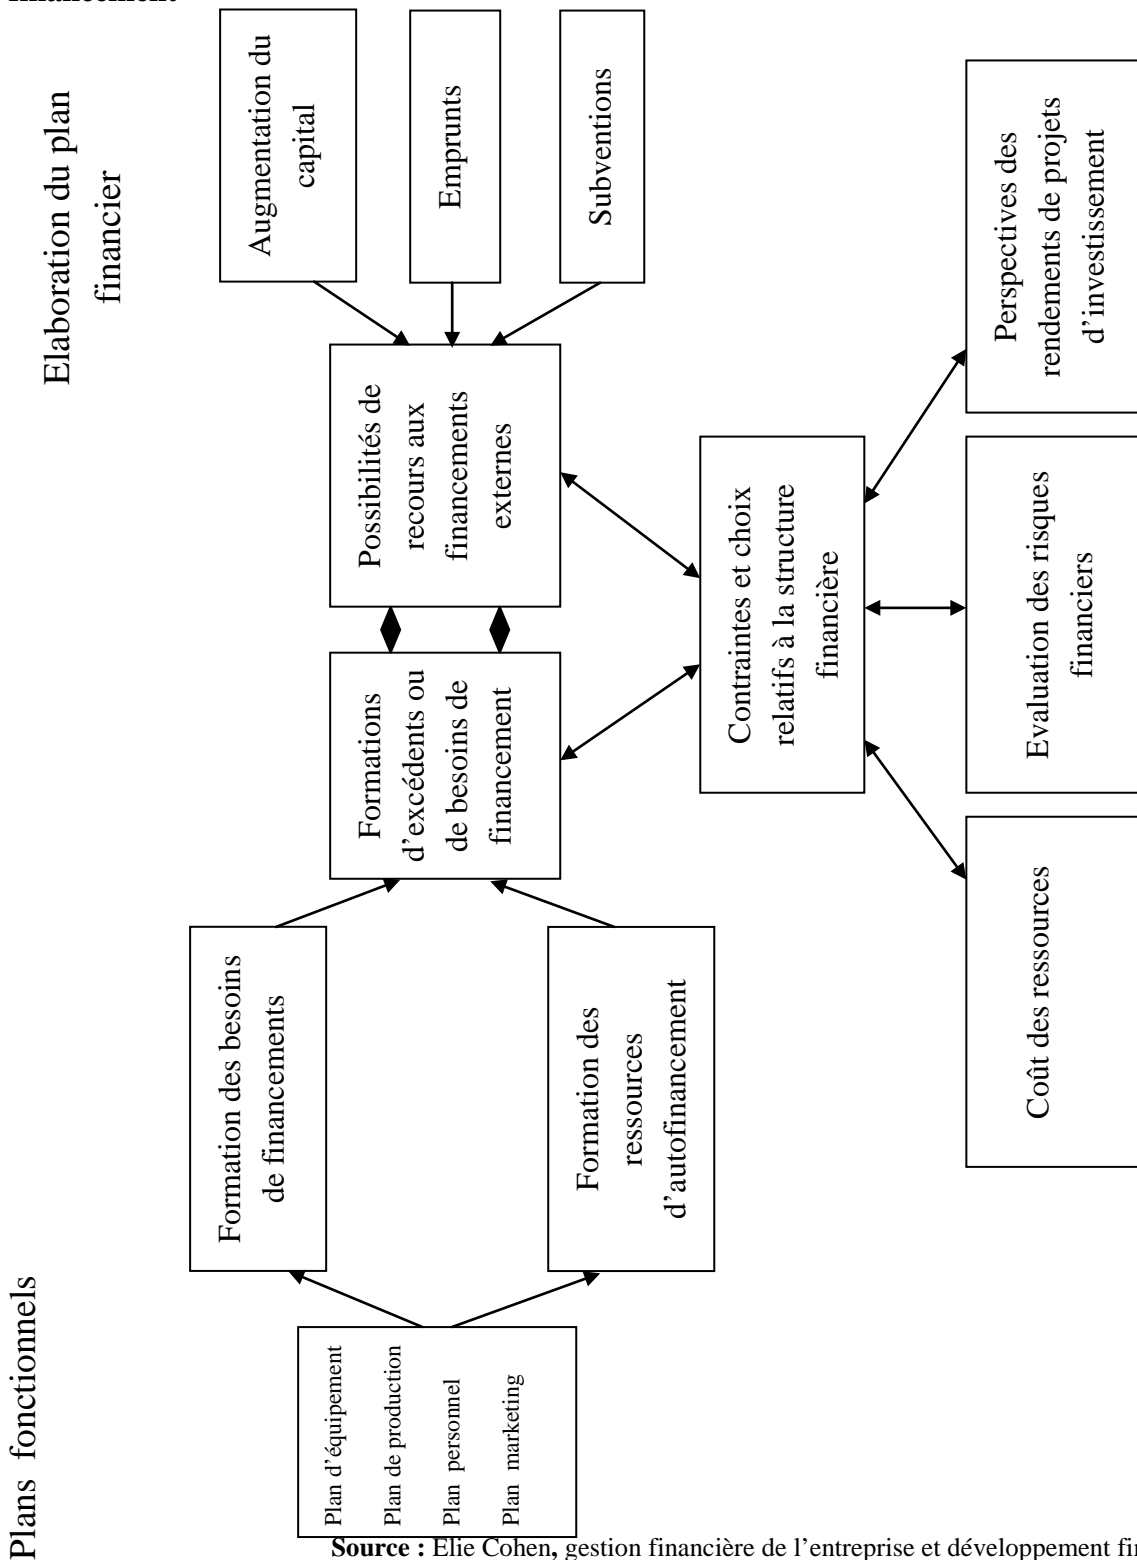 financement
Plans fonctionnels
Elaboration du plan
financier
Plan d’équipement
Plan de production
Plan personnel
Plan marketing
Formation des besoins
de financements
Formation des
ressources
d’autofinancement
Formations
d’excédents ou
de besoins de
financement
Possibilités de
recours aux
financements
externes
Augmentation du
capital
Emprunts
Subventions
Contraintes et choix
relatifs à la structure
financière
Coût des ressources
Evaluation des risques
financiers
Perspectives des
rendements de projets
d’investissement
Source : Elie Cohen, gestion financière de l’entreprise et développement